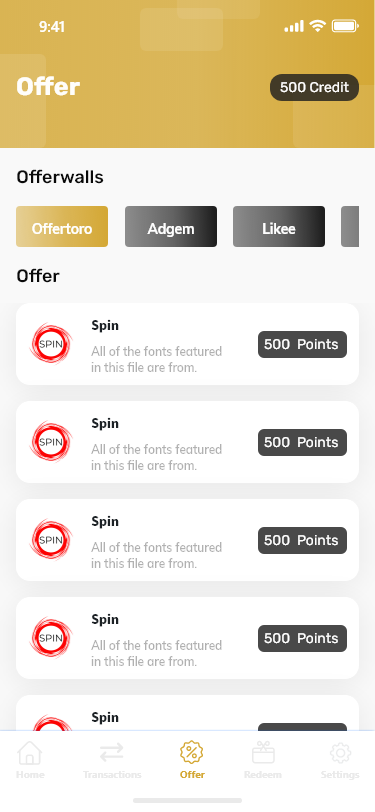 9:41
Offer
500 Credit
Offerwalls
Offertoro
Adgem
Likee
Offer
SPIN
Spin
All of the fonts featured
in this file are from.
500 Points
SPIN
Spin
All of the fonts featured
in this file are from.
500 Points
SPIN
Spin
All of the fonts featured
in this file are from.
500 Points
SPIN
Spin
All of the fonts featured
in this file are from.
500 Points
Spin
Home
Transactions
Offer
Redeem
Settings